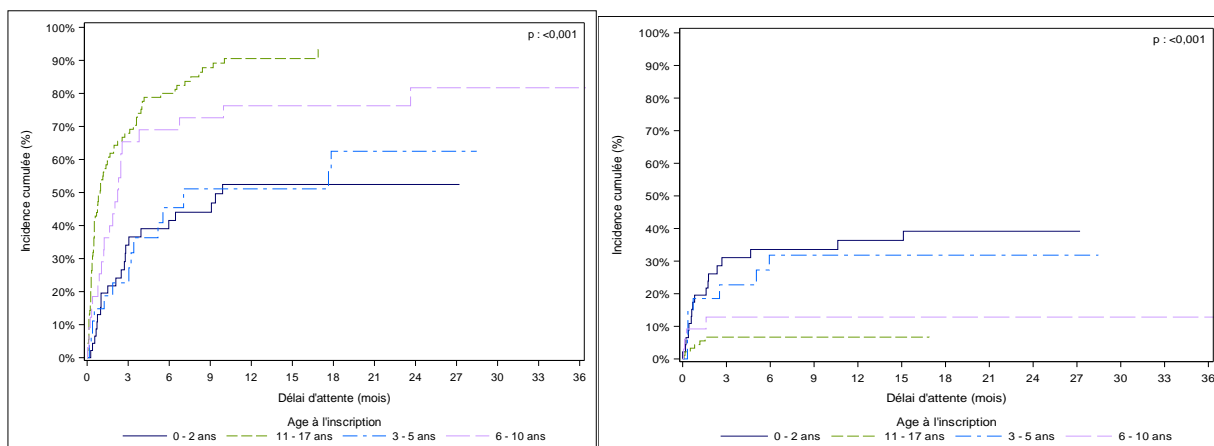 p : <0,001
Incidence cumulée (%)
100%
90%
80%
70%
60%
50%
40%
30%
20%
10%
0%
0 3 6 9 12 15 18 21 24 27 30 33 36
Délai d'attente (mois)
Age à l'inscription
0 - 2 ans 11 - 17 ans 3 - 5 ans 6 - 10 ans
p : <0,001
Incidence cumulée (%)
100%
90%
80%
70%
60%
50%
40%
30%
20%
10%
0%
0 3 6 9 12 15 18 21 24 27 30 33 36
Délai d'attente (mois)
Age à l'inscription
0 - 2 ans 11 - 17 ans 3 - 5 ans 6 - 10 ans